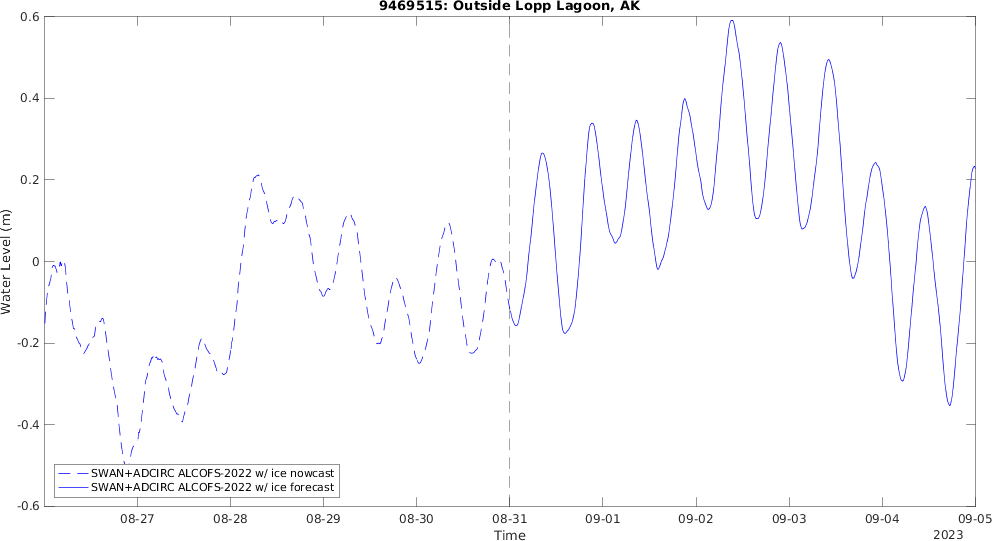 9469515: Outside Lopp Lagoon, AK
0.6
0.4
0.2
0
-0.2
-0.4
-0.6
Water Level (m)
SWAN+ADCIRC ALCOFS-2022 w/ ice nowcast
SWAN+ADCIRC ALCOFS-2022 w/ ice forecast
08-27 08-28 08-29 08-30 08-31 09-01 09-02 09-03 09-04 09-05
Time
2023